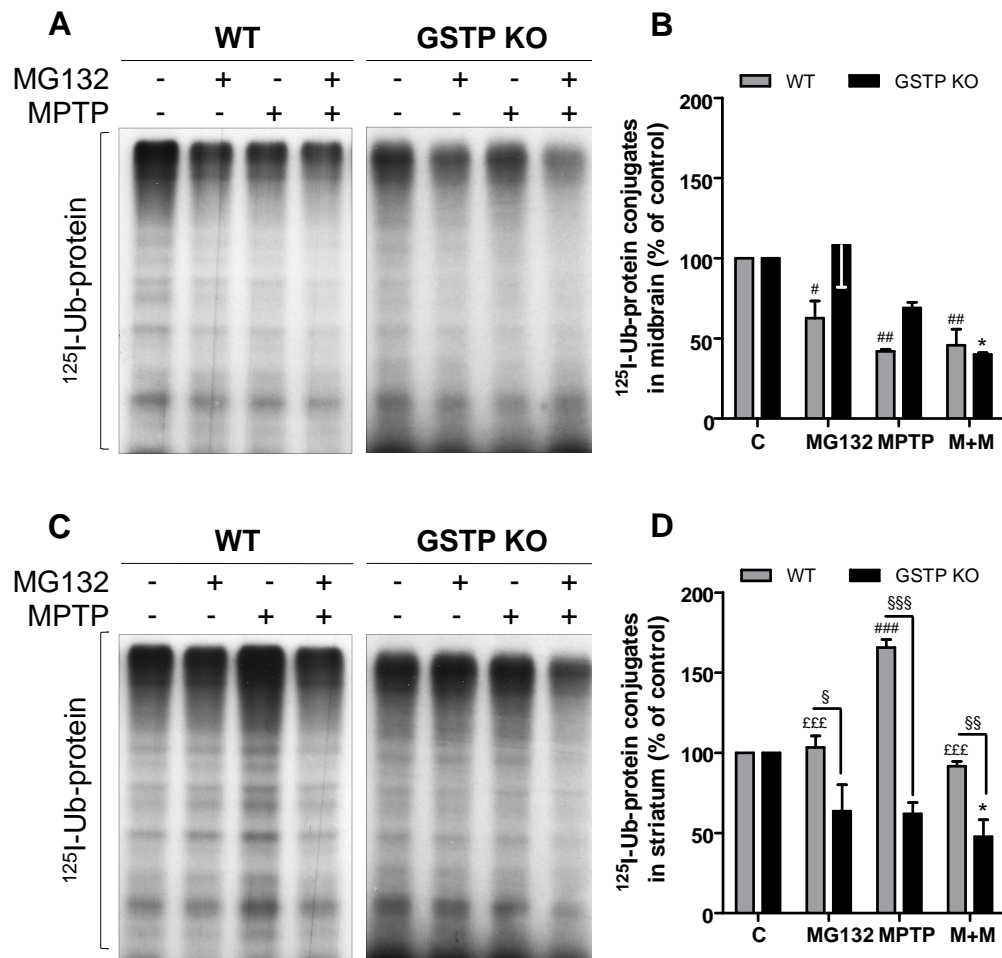 A
WT
GSTP KO
MG132 - + - + - + - +
MPTP - - + + - - + +
¹²⁵I-Ub-protein
B
WT GSTP KO
¹²⁵I-Ub-protein conjugates
in midbrain (% of control)
200
150
100
50
0
#
##
##
*
C MG132 MPTP M+M
C
WT
GSTP KO
MG132 - + - + - + - +
MPTP - - + + - - + +
¹²⁵I-Ub-protein
D
WT GSTP KO
¹²⁵I-Ub-protein conjugates
in striatum (% of control)
200
150
100
50
0
§§§
###
§
£££
§§
£££
*
C MG132 MPTP M+M